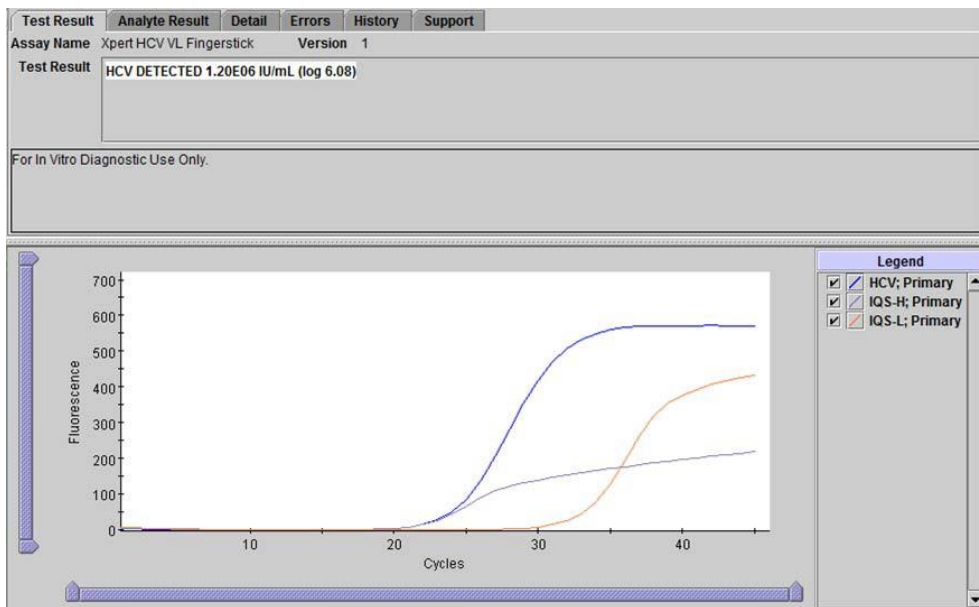 Test Result Analyte Result Detail Errors History Support
Assay Name Xpert HCV VL Fingerstick Version 1
Test Result HCV DETECTED 1.20E06 IU/mL (log 6.08)
For In Vitro Diagnostic Use Only.
Legend
HCV; Primary
IQS-H; Primary
IQS-L; Primary
700
600
500
400
300
200
100
0
Fluorescence
10 20 30 40
Cycles